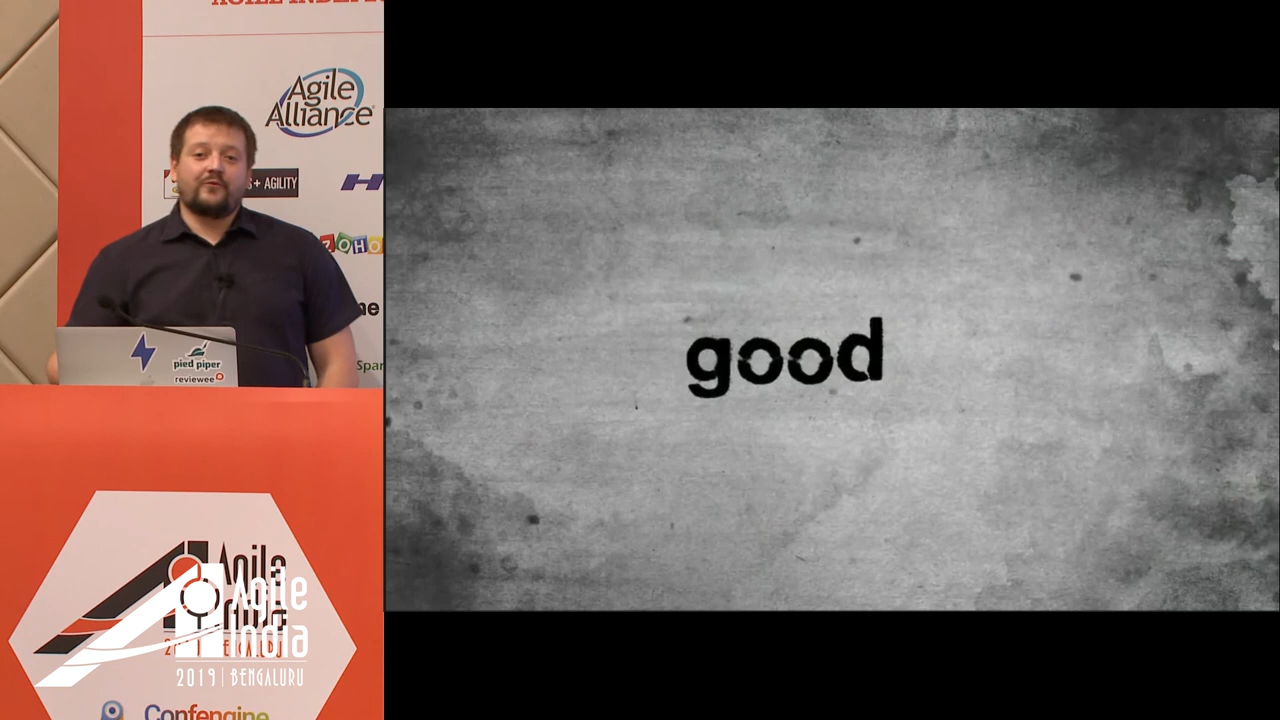 Agile
Alliance
S+ AGILITY
ZOHO
pied piper
reviewee
good
Agile
India
2019 | BENGALURU
Confengine